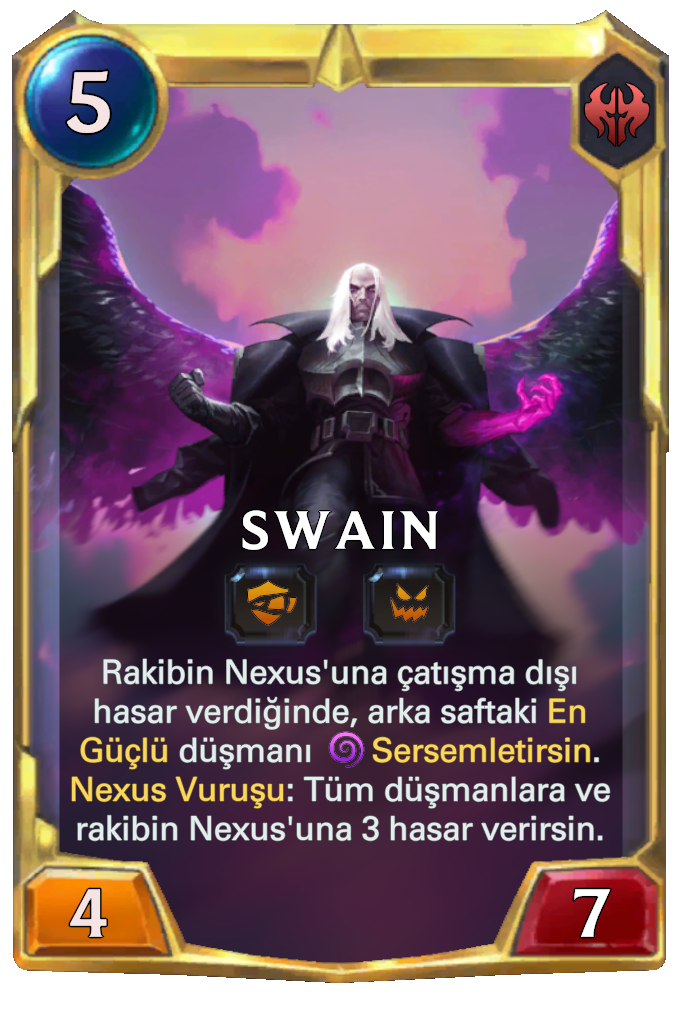 5
SWAIN
Rakibin Nexus'una çatışma dışı
hasar verdiğinde, arka saftaki En
Güçlü düşmanı Sersemletirsin.
Nexus Vuruşu: Tüm düşmanlara ve
rakibin Nexus'una 3 hasar verirsin.
4
7